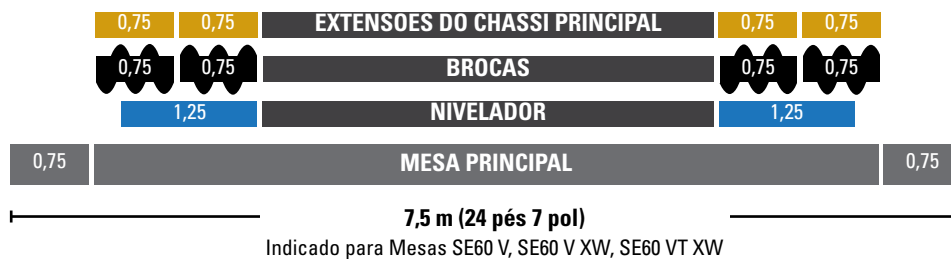 0,75 0,75 EXTENSOES DO CHASSI PRINCIPAL 0,75 0,75
0,75 0,75 BROCAS 0,75 0,75
1,25 NIVELADOR 1,25
0,75 MESA PRINCIPAL 0,75
7,5 m (24 pés 7 pol)
Indicado para Mesas SE60 V, SE60 V XW, SE60 VT XW